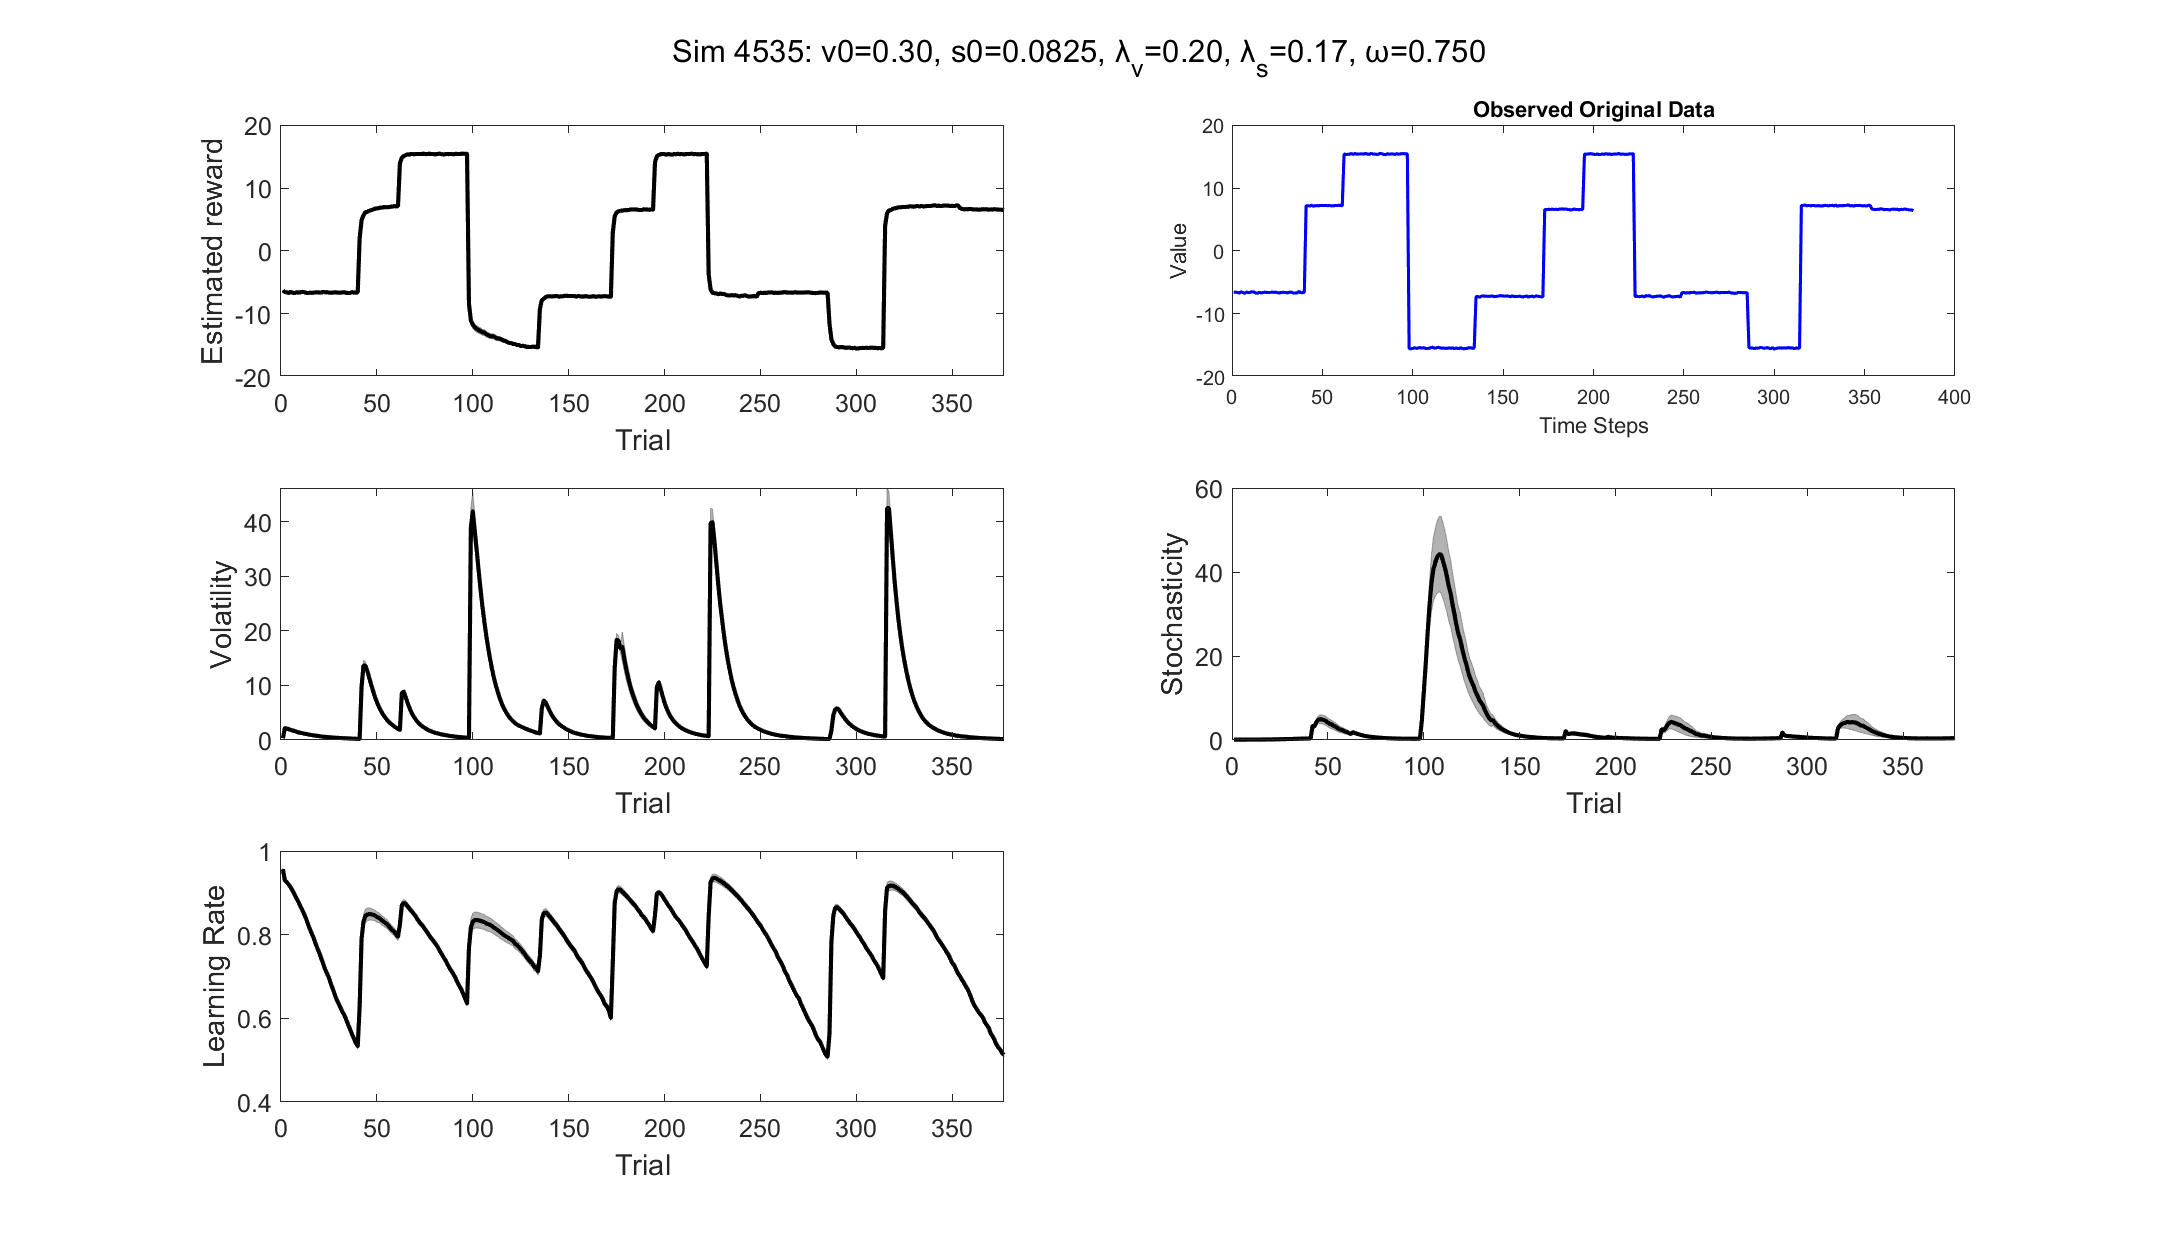 Sim 4535: v0=0.30, s0=0.0825, λv=0.20, λs=0.17, ω=0.750
20
10
0
-10
-20
Estimated reward
0 50 100 150 200 250 300 350
Trial
Observed Original Data
20
10
0
-10
-20
Value
0 50 100 150 200 250 300 350 400
Time Steps
40
30
20
10
0
Volatility
0 50 100 150 200 250 300 350
Trial
60
40
20
0
Stochasticity
0 50 100 150 200 250 300 350
Trial
1
0.8
0.6
0.4
Learning Rate
0 50 100 150 200 250 300 350
Trial